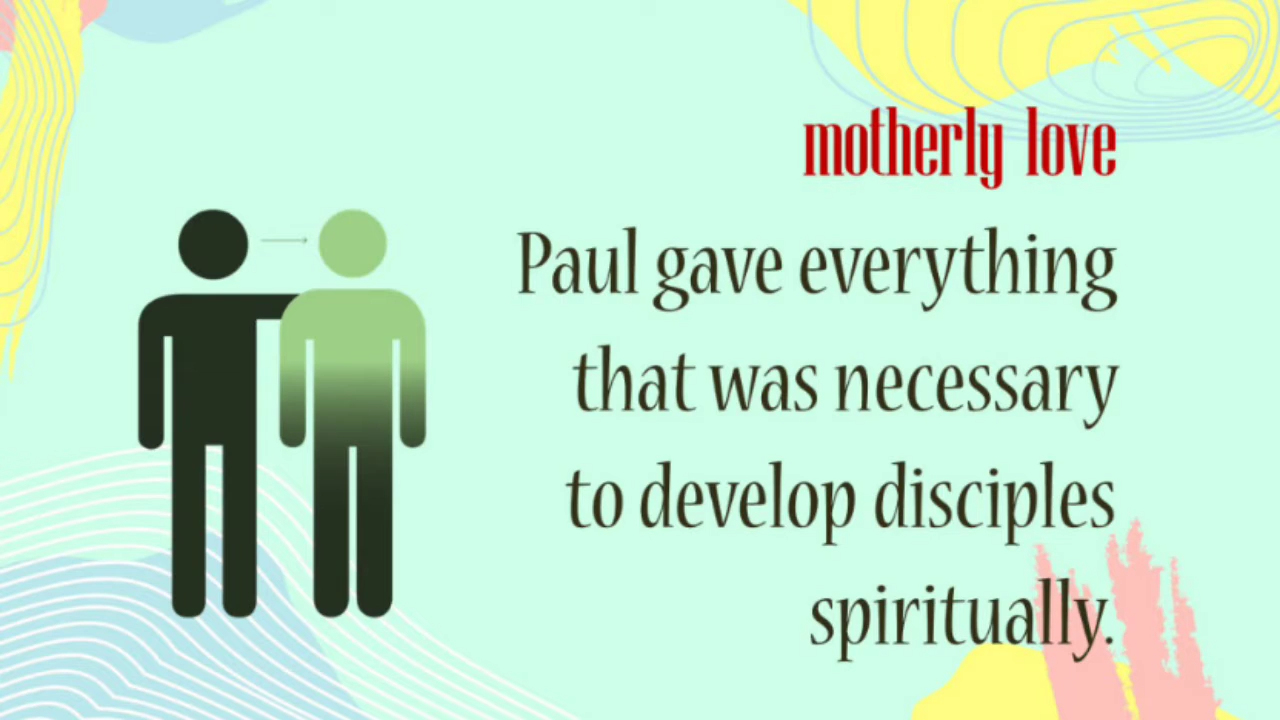 motherly love
Paul gave everything
that was necessary
to develop disciples
spiritually.